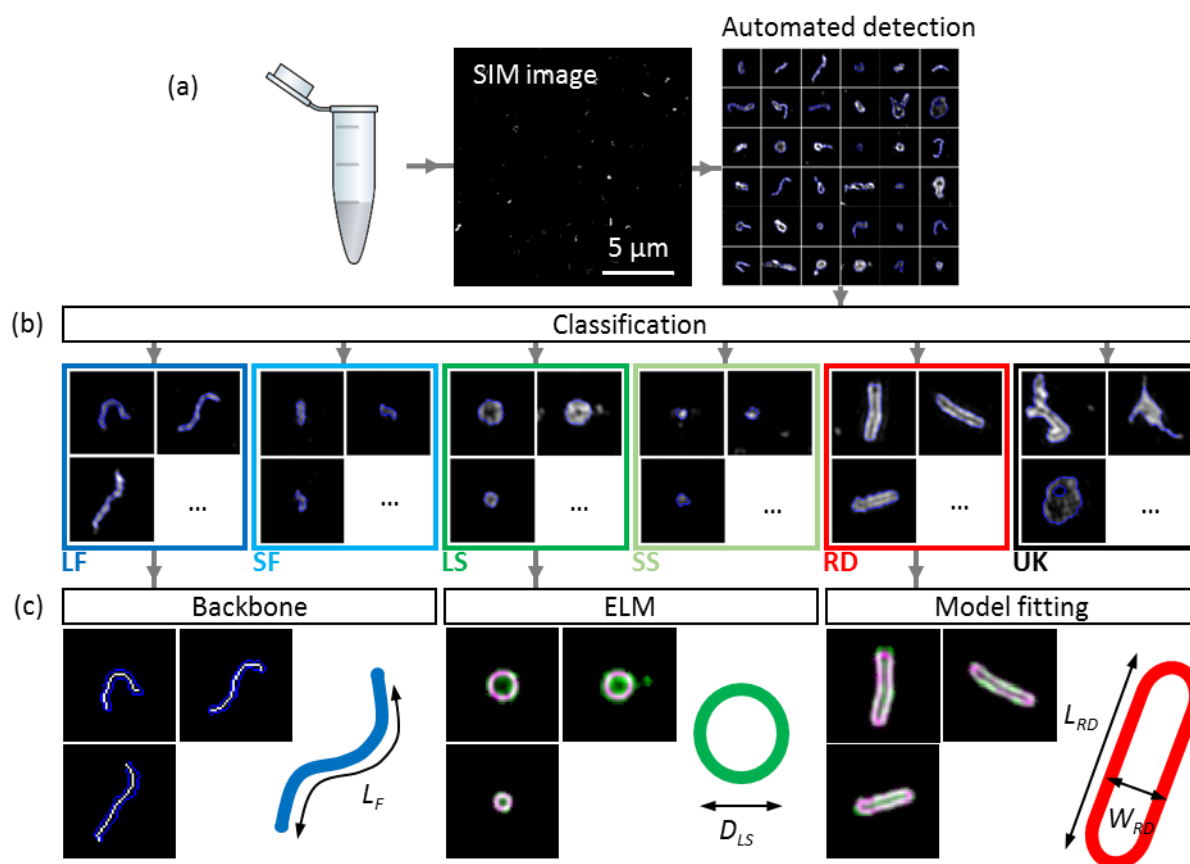 Automated detection
(a)
SIM image
5 µm
(b)
Classification
... ... ... ... ... ...
LF SF LS SS RD UK
(c)
Backbone ELM Model fitting
L_F
D_LS
L_RD
W_RD